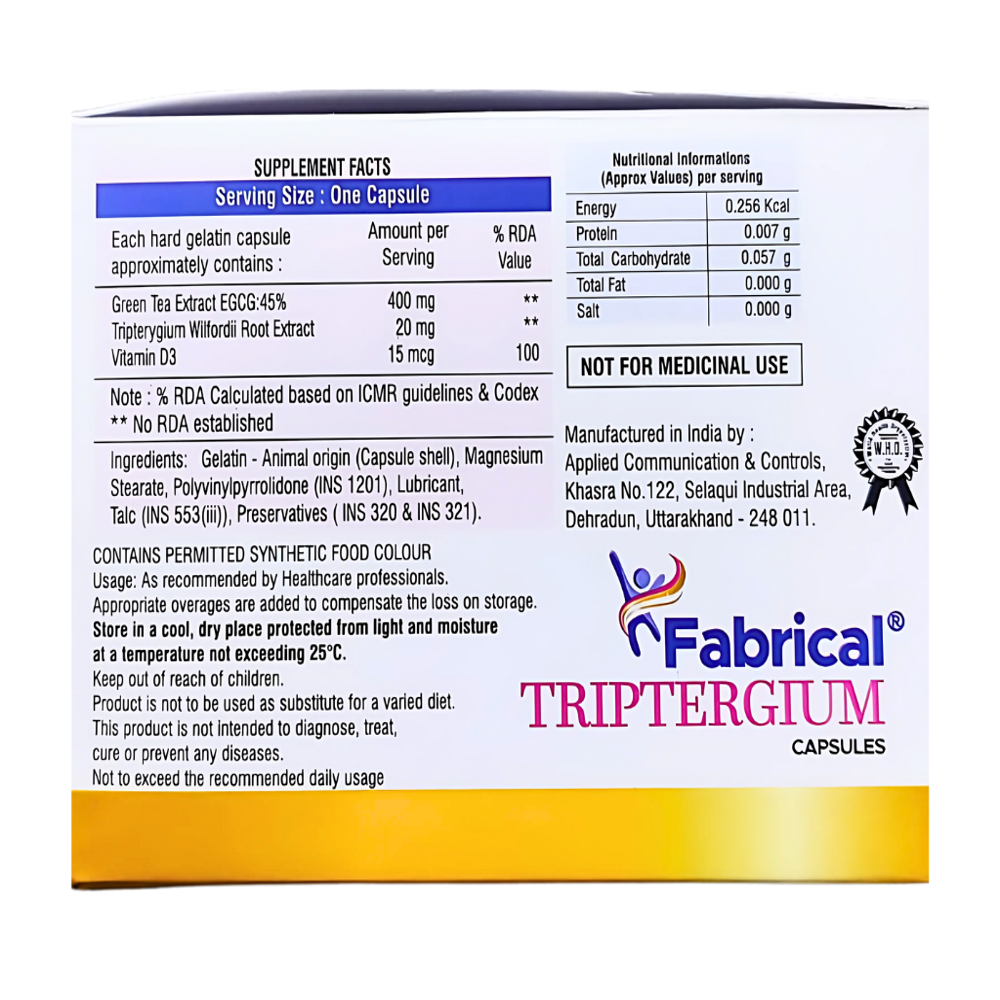 SUPPLEMENT FACTS
Serving Size : One Capsule
Each hard gelatin capsule approximately contains : Amount per Serving % RDA Value
Green Tea Extract EGCG:45% 400 mg **
Tripterygium Wilfordii Root Extract 20 mg **
Vitamin D3 15 mcg 100
Note : % RDA Calculated based on ICMR guidelines & Codex
** No RDA established
Ingredients: Gelatin - Animal origin (Capsule shell), Magnesium
Stearate, Polyvinylpyrrolidone (INS 1201), Lubricant,
Talc (INS 553(iii)), Preservatives ( INS 320 & INS 321).
CONTAINS PERMITTED SYNTHETIC FOOD COLOUR
Usage: As recommended by Healthcare professionals.
Appropriate overages are added to compensate the loss on storage.
Store in a cool, dry place protected from light and moisture
at a temperature not exceeding 25°C.
Keep out of reach of children.
Product is not to be used as substitute for a varied diet.
This product is not intended to diagnose, treat,
cure or prevent any diseases.
Not to exceed the recommended daily usage
Nutritional Informations
(Approx Values) per serving
Energy 0.256 Kcal
Protein 0.007 g
Total Carbohydrate 0.057 g
Total Fat 0.000 g
Salt 0.000 g
NOT FOR MEDICINAL USE
Manufactured in India by :
Applied Communication & Controls,
Khasra No.122, Selaqui Industrial Area,
Dehradun, Uttarakhand - 248 011.
W.H.O.
Fabrical®
TRIPTERGIUM
CAPSULES